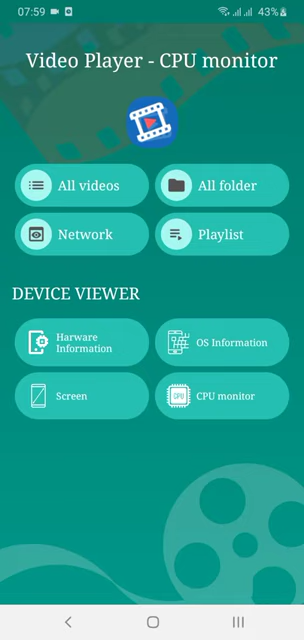 07:59
43%
Video Player - CPU monitor
All videos
All folder
Network
Playlist
DEVICE VIEWER
Harware
Information
OS Information
Screen
CPU
CPU monitor